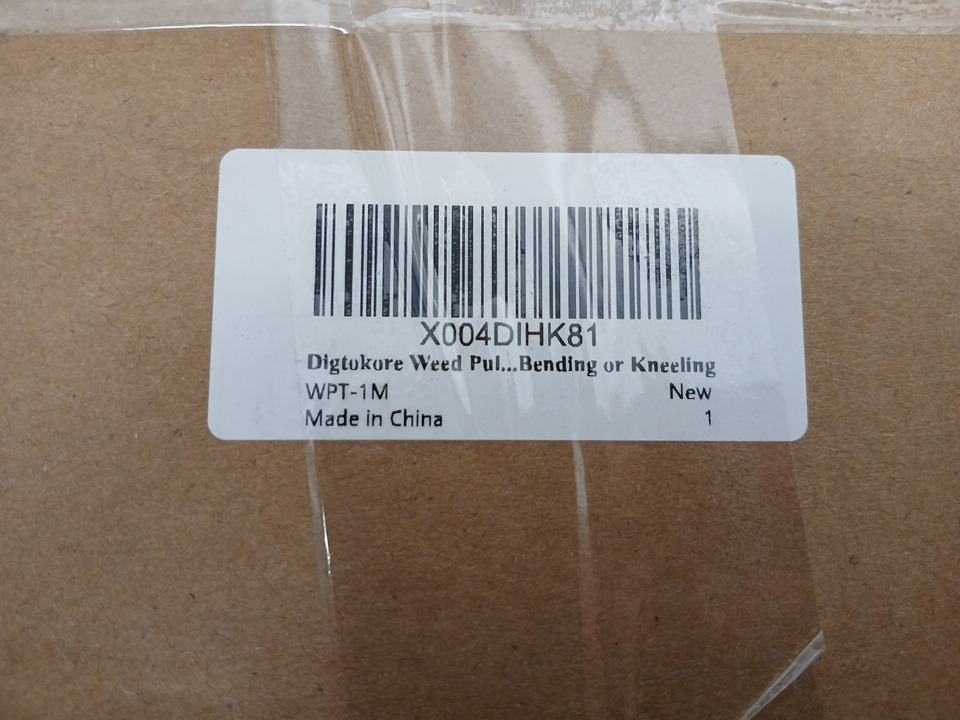 X004DIHK81
Digtokore Weed Pul...Bending or Kneeling
WPT-1M New
Made in China 1